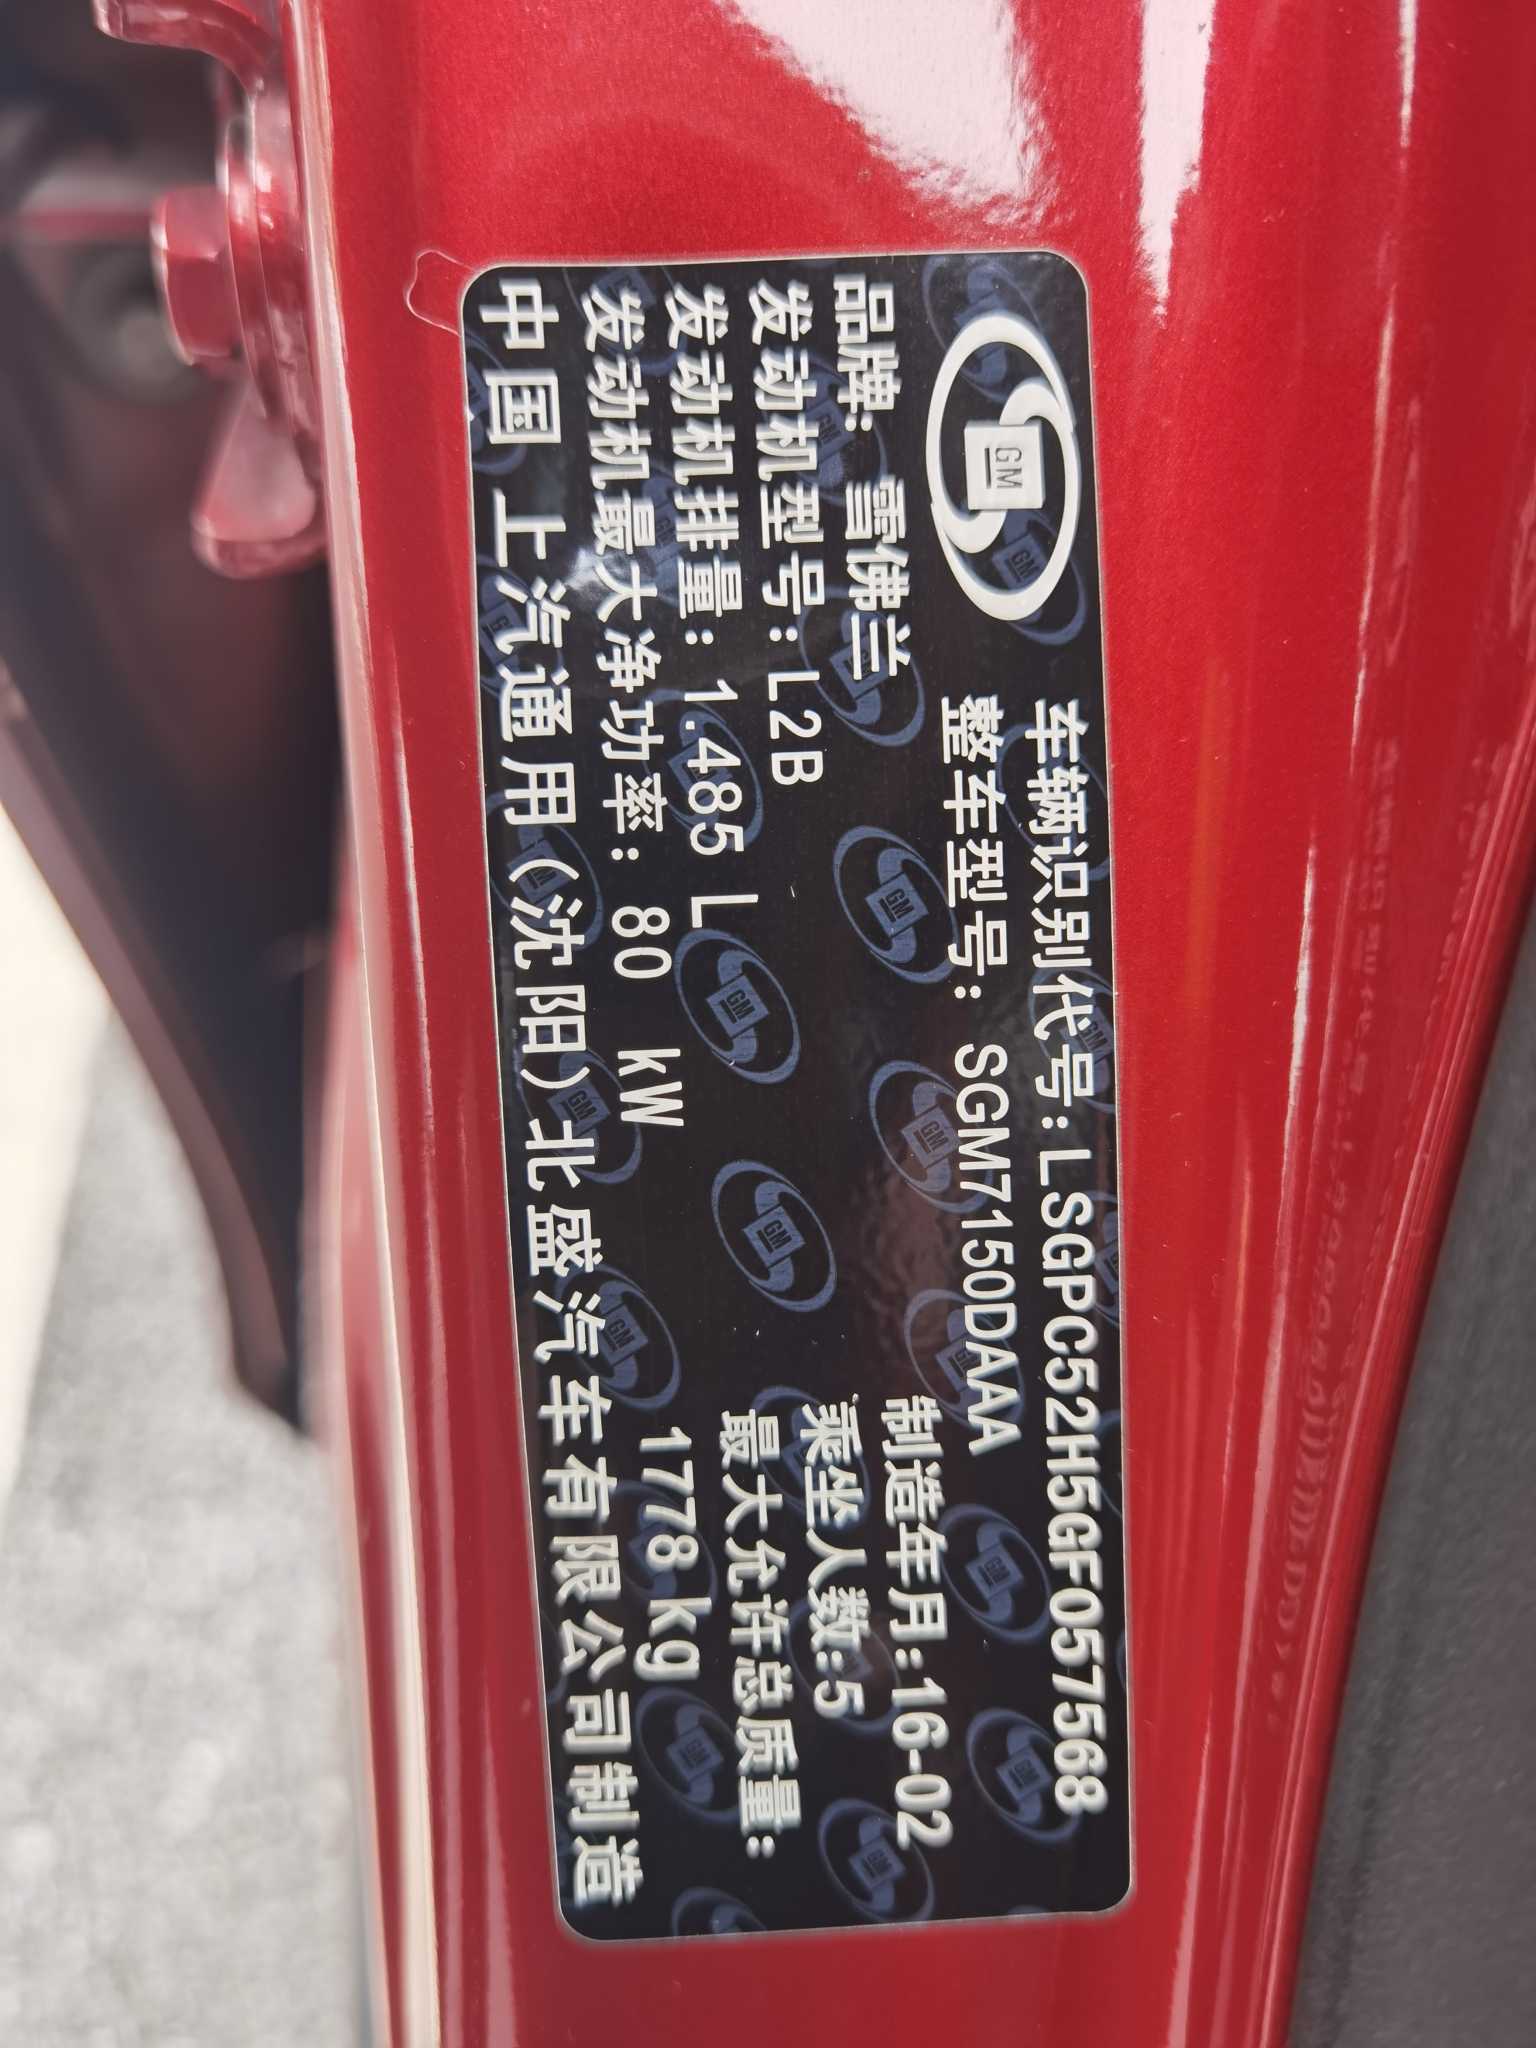 GM
车辆识别代号:LSGPC52H5GF057568
整车型号: SGM7150DAAA
品牌: 雪佛兰 制造年月:16-02
发动机型号:L2B 乘坐人数:5
发动机排量: 1.485 L 最大允许总质量:
发动机最大净功率: 80 kW 1778kg
中国 上汽通用(沈阳)北盛汽车有限公司制造